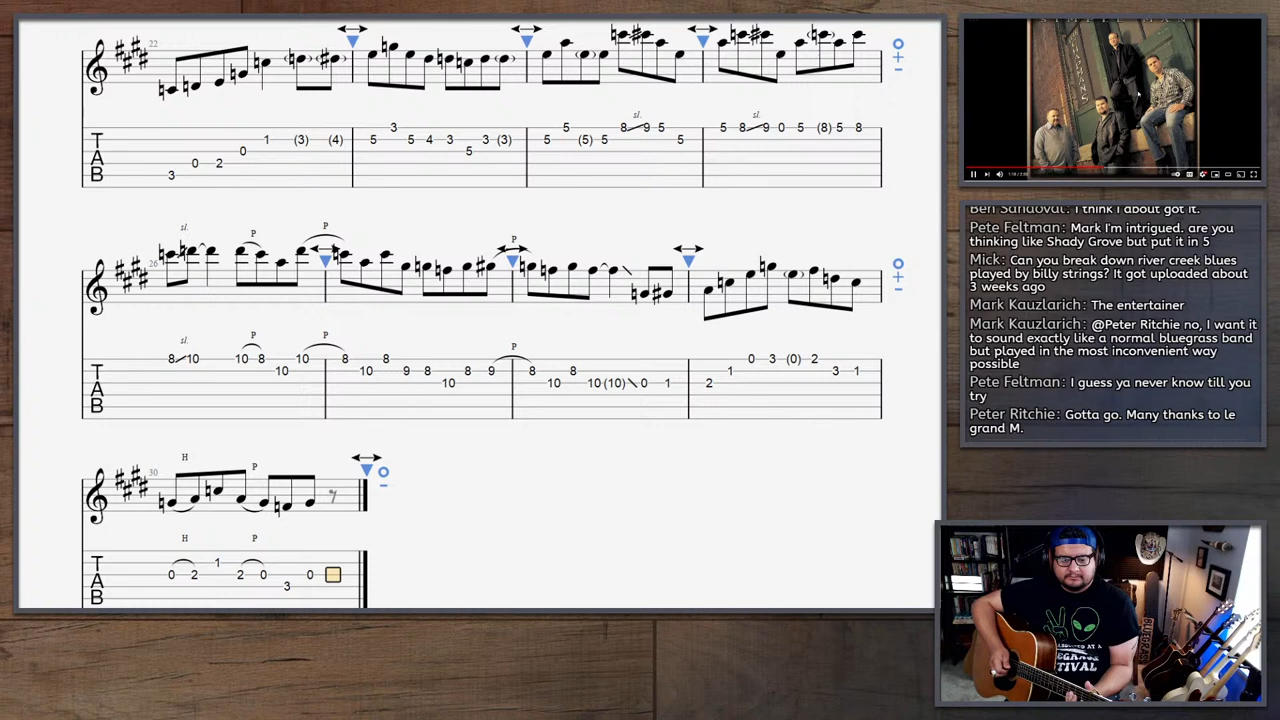 22
sl.
sl.
3
5
8
9
5
5
8
9
0
5
(8)
5
8
1
(3)
(4)
5
5
4
3
3
(3)
5
(5)
5
5
0
5
0
2
3
sl.
P
P
P
26
sl.
P
P
P
8
10
10
8
10
8
8
0
3
(0)
2
10
10
9
8
8
9
8
8
1
3
1
10
10
10
(10)
0
1
2
H
P
30
H
P
1
0
2
2
0
0
3
SIMPLE MAN
Ben Sandoval: I think I about got it.
Pete Feltman: Mark I'm intrigued. are you
thinking like Shady Grove but put it in 5
Mick: Can you break down river creek blues
played by billy strings? It got uploaded about
3 weeks ago
Mark Kauzlarich: The entertainer
Mark Kauzlarich: @Peter Ritchie no, I want it
to sound exactly like a normal bluegrass band
but played in the most inconvenient way
possible
Pete Feltman: I guess ya never know till you
try
Peter Ritchie: Gotta go. Many thanks to le
grand M.